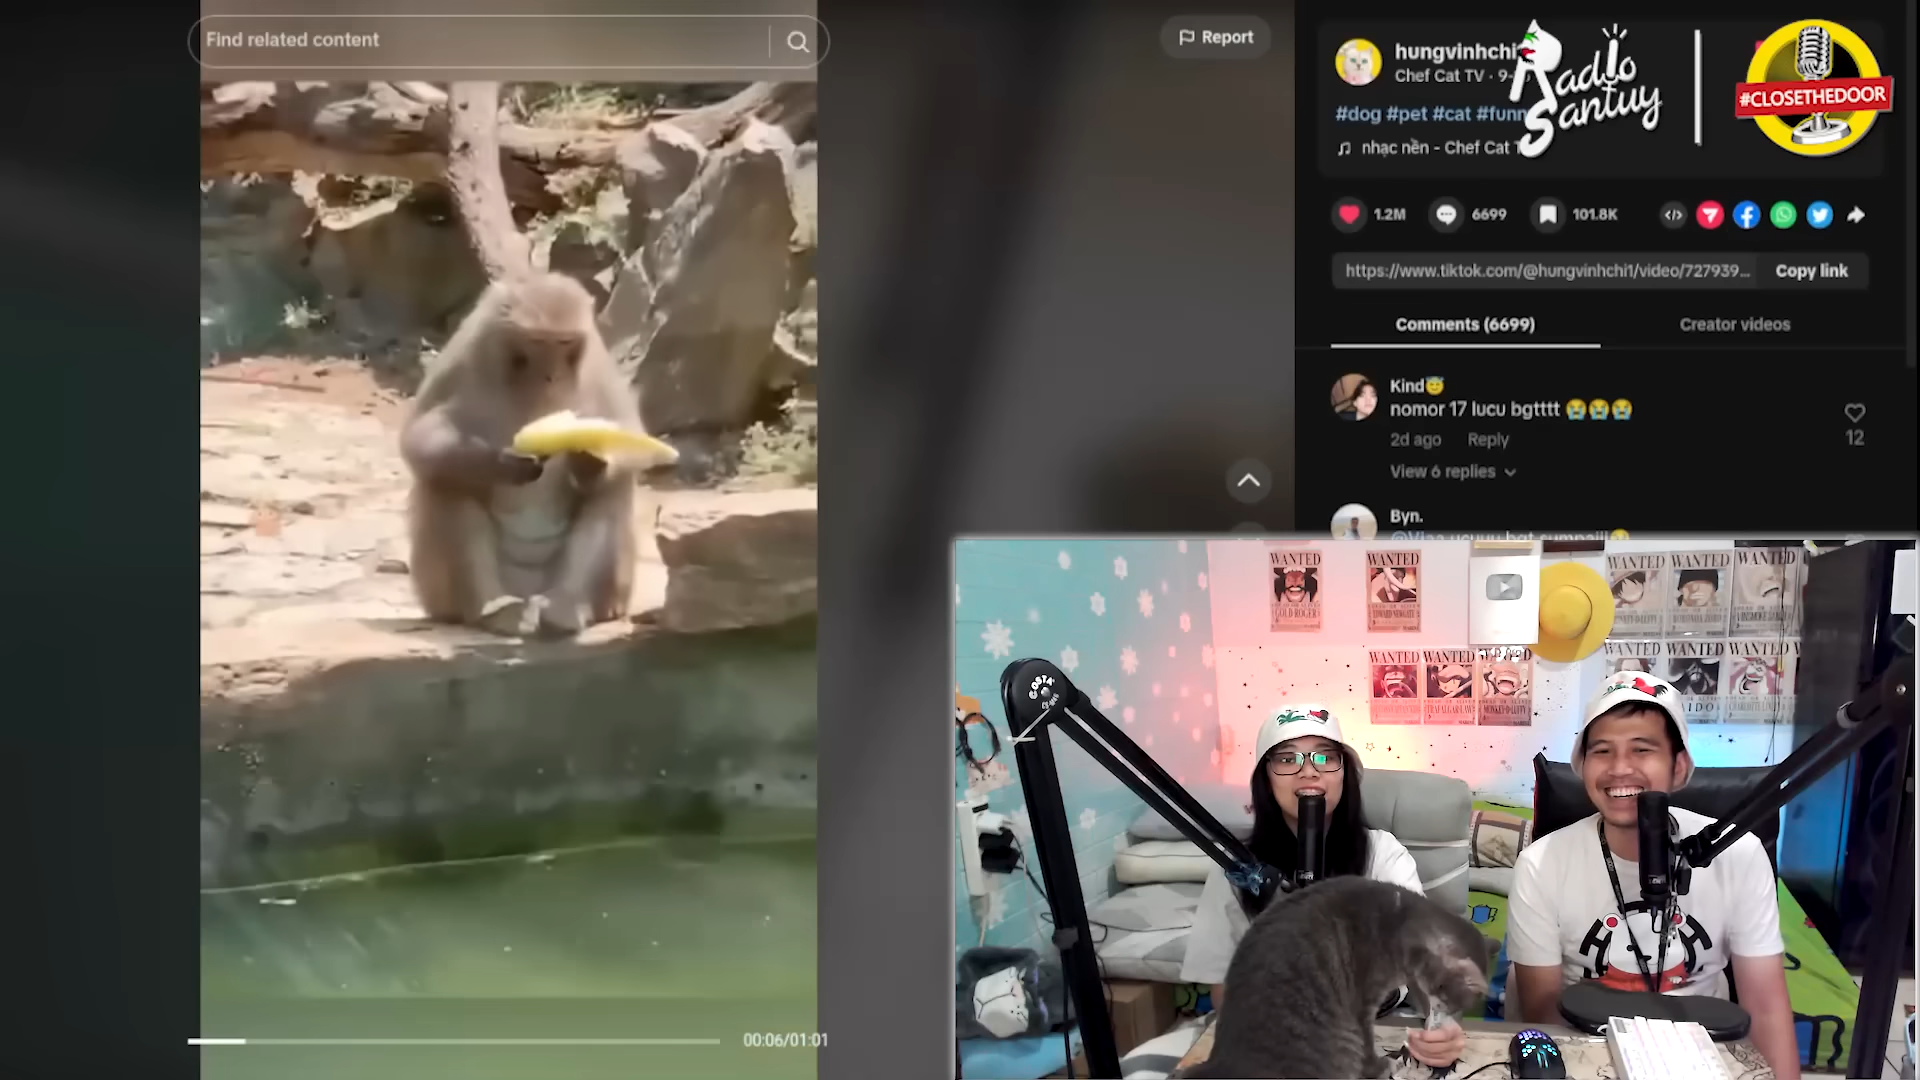 Find related content
Report
hungvinhchi
Chef Cat TV · 9-
#dog #pet #cat #funn
nhạc nền - Chef Cat T
Radio
Santuy
#CLOSETHEDOOR
1.2M
6699
101.8K
https://www.tiktok.com/@hungvinhchi1/video/727939...
Copy link
Comments (6699)
Creator videos
Kind😇
nomor 17 lucu bgtttt 😭😭😭
2d ago
Reply
12
View 6 replies
Byn.
WANTED
WANTED
WANTED
WANTED
WANTED
GOLD ROGER
WANTED
WANTED
WANTED
WANTED
WANTED
WANTED
COSTA
00:06/01:01